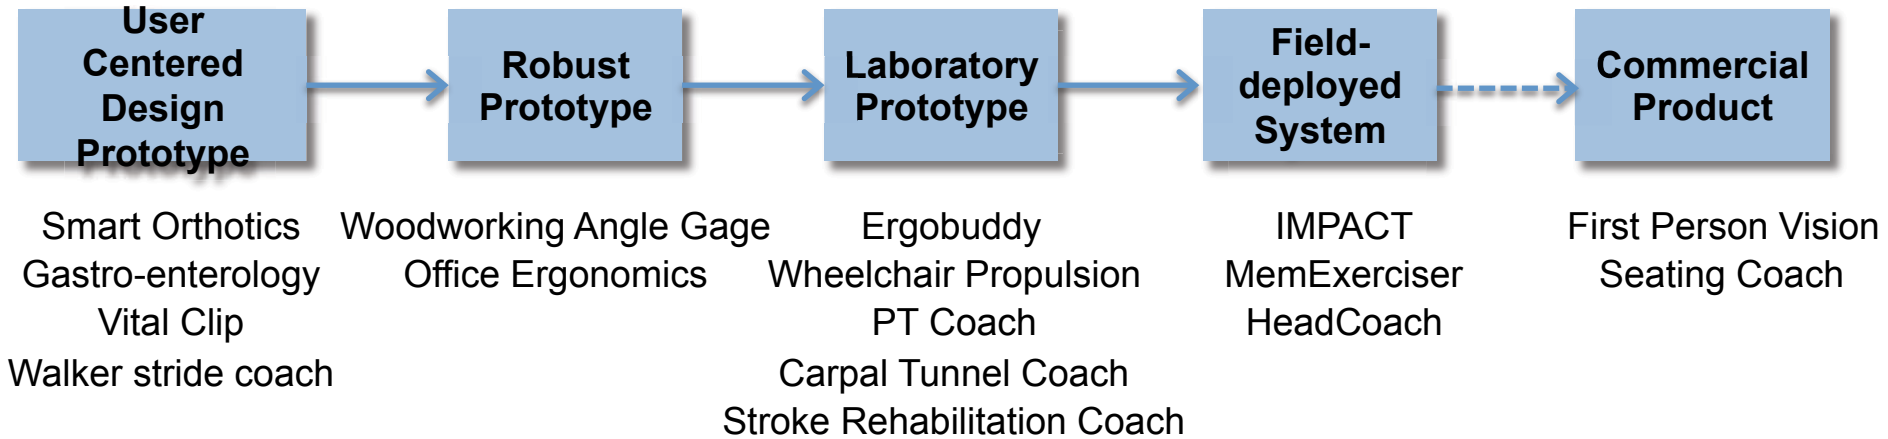 User
Centered
Design
Prototype
Robust
Prototype
Laboratory
Prototype
Field-
deployed
System
Commercial
Product
Smart Orthotics
Gastro-enterology
Vital Clip
Walker stride coach
Woodworking Angle Gage
Office Ergonomics
Ergobuddy
Wheelchair Propulsion
PT Coach
Carpal Tunnel Coach
Stroke Rehabilitation Coach
IMPACT
MemExerciser
HeadCoach
First Person Vision
Seating Coach